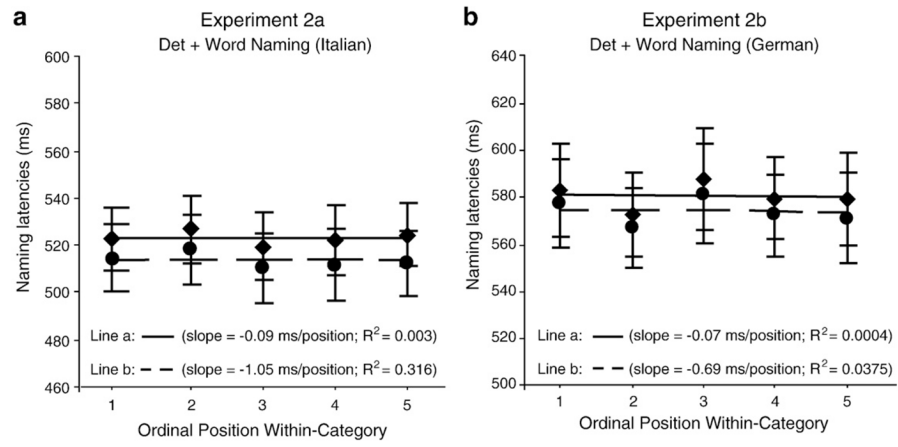 a
Experiment 2a
Det + Word Naming (Italian)
Naming latencies (ms)
600
580
560
540
520
500
480
460
1 2 3 4 5
Ordinal Position Within-Category
Line a: (slope = -0.09 ms/position; R² = 0.003)
Line b: (slope = -1.05 ms/position; R² = 0.316)
b
Experiment 2b
Det + Word Naming (German)
Naming latencies (ms)
640
620
600
580
560
540
520
500
1 2 3 4 5
Ordinal Position Within-Category
Line a: (slope = -0.07 ms/position; R² = 0.0004)
Line b: (slope = -0.69 ms/position; R² = 0.0375)